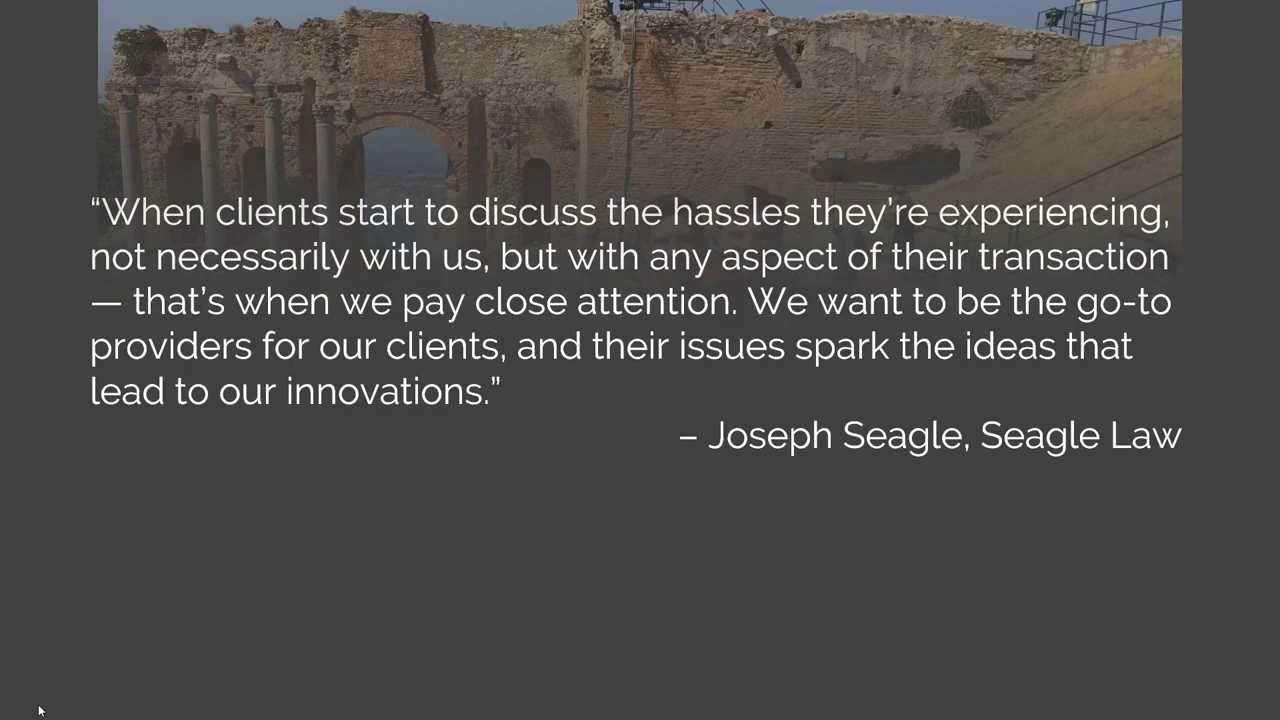 “When clients start to discuss the hassles they’re experiencing,
not necessarily with us, but with any aspect of their transaction
— that’s when we pay close attention. We want to be the go-to
providers for our clients, and their issues spark the ideas that
lead to our innovations.”
– Joseph Seagle, Seagle Law